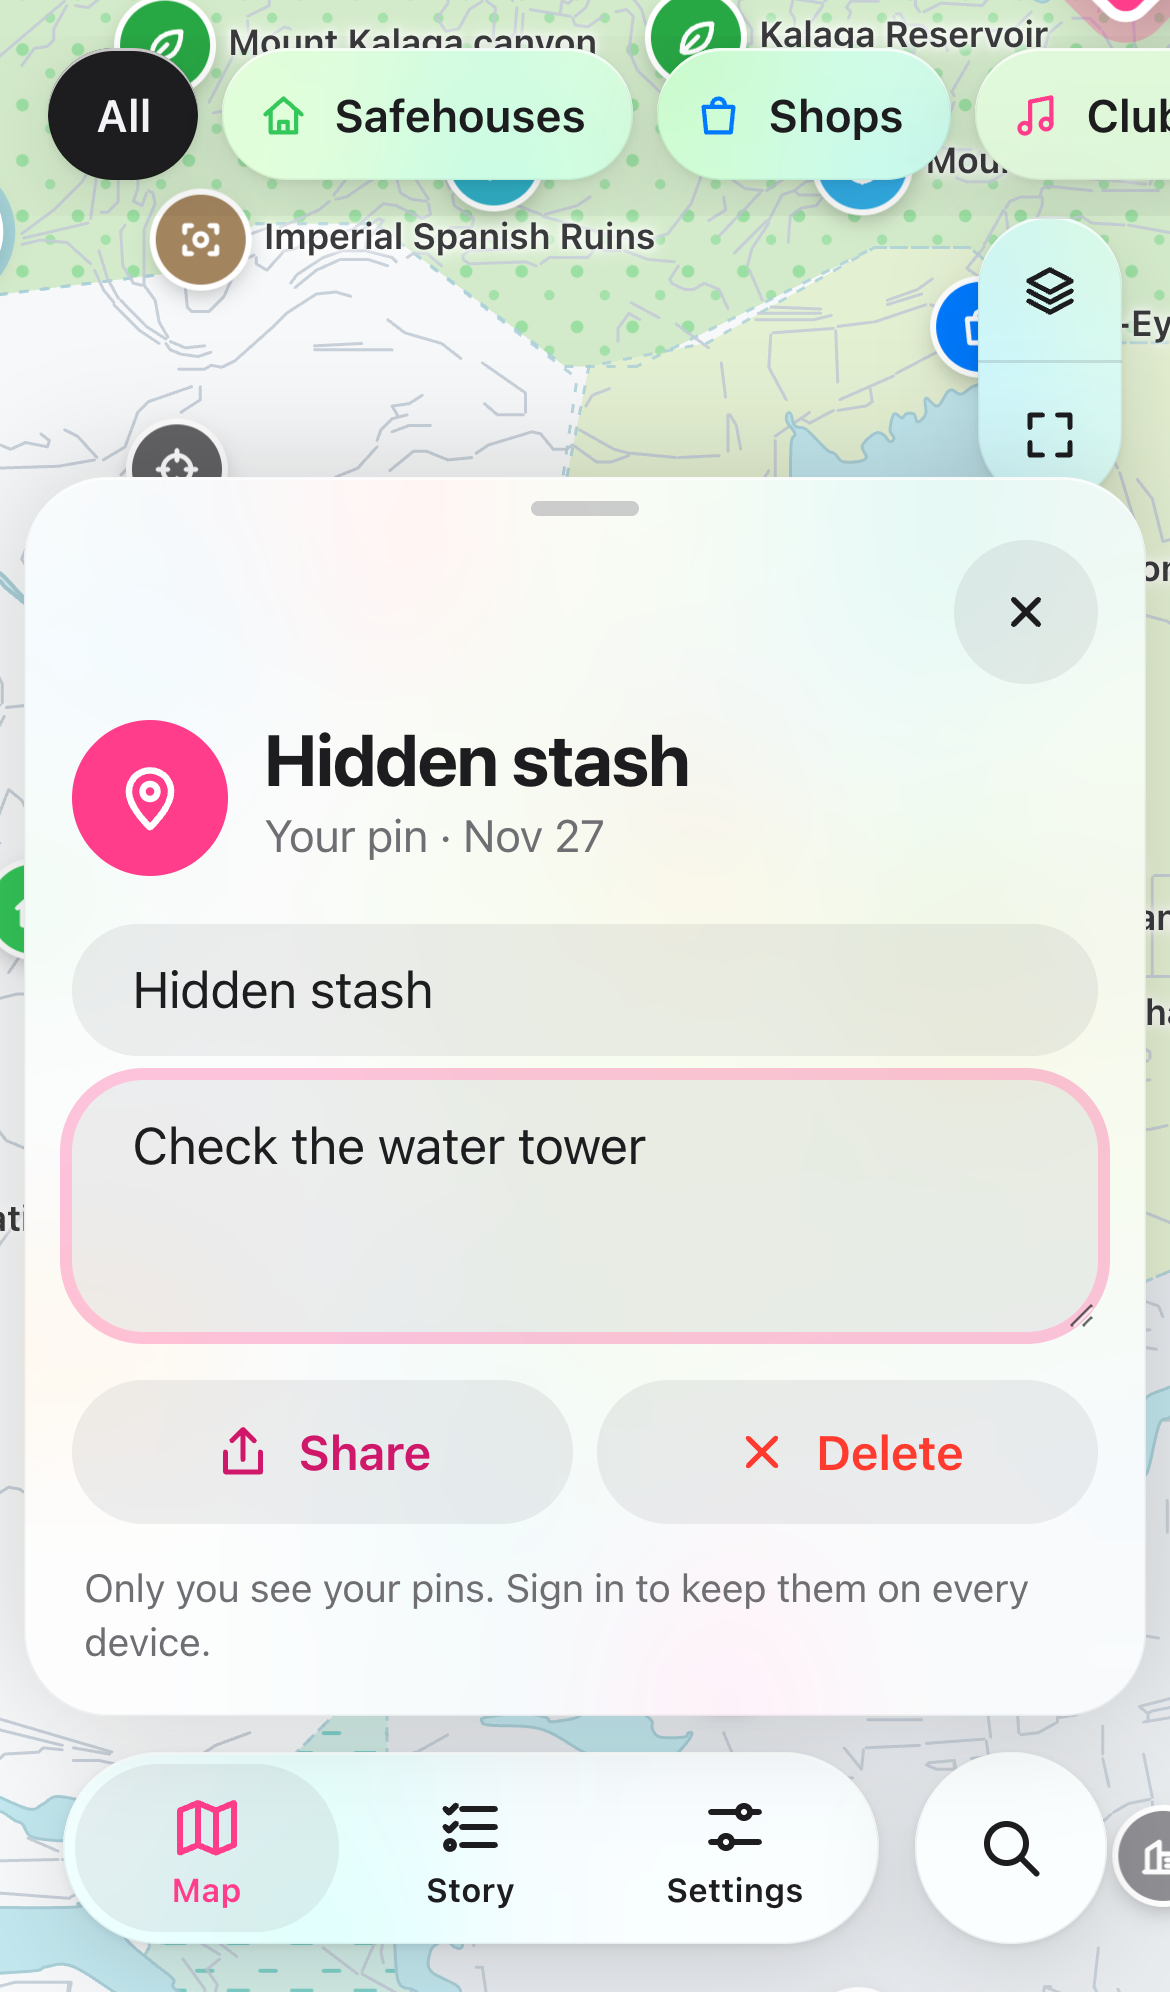 Mount Kalaga canyon
Kalaga Reservoir
All
Safehouses
Shops
Imperial Spanish Ruins
Hidden stash
Your pin · Nov 27
Hidden stash
Check the water tower
Share
Delete
Only you see your pins. Sign in to keep them on every
device.
Map
Story
Settings